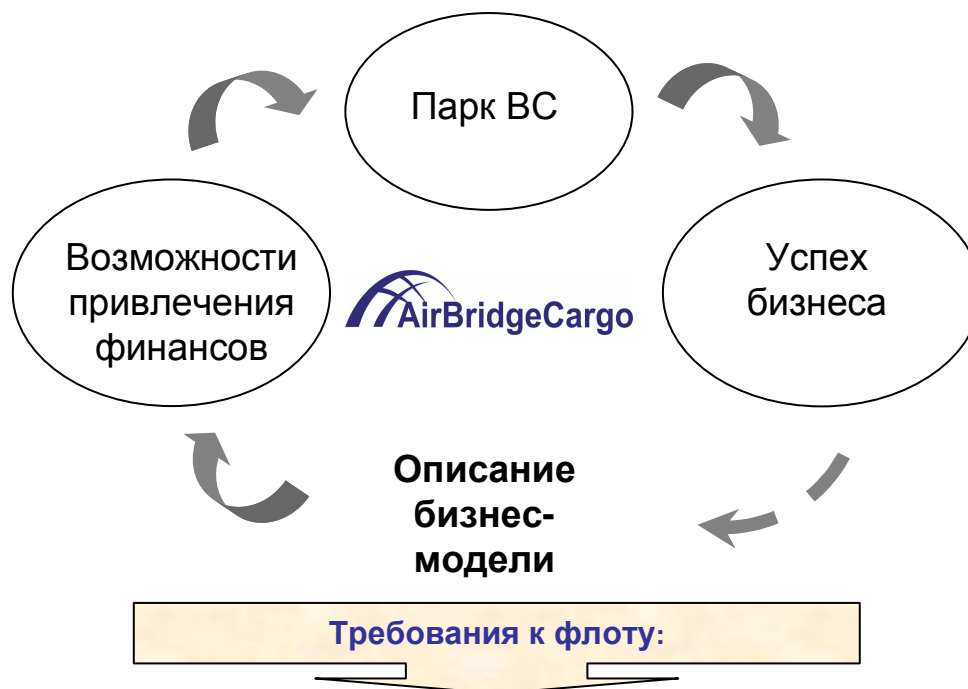 Парк ВС
Возможности
привлечения
финансов
AirBridgeCargo
Успех
бизнеса
Описание
бизнес-
модели
Требования к флоту: